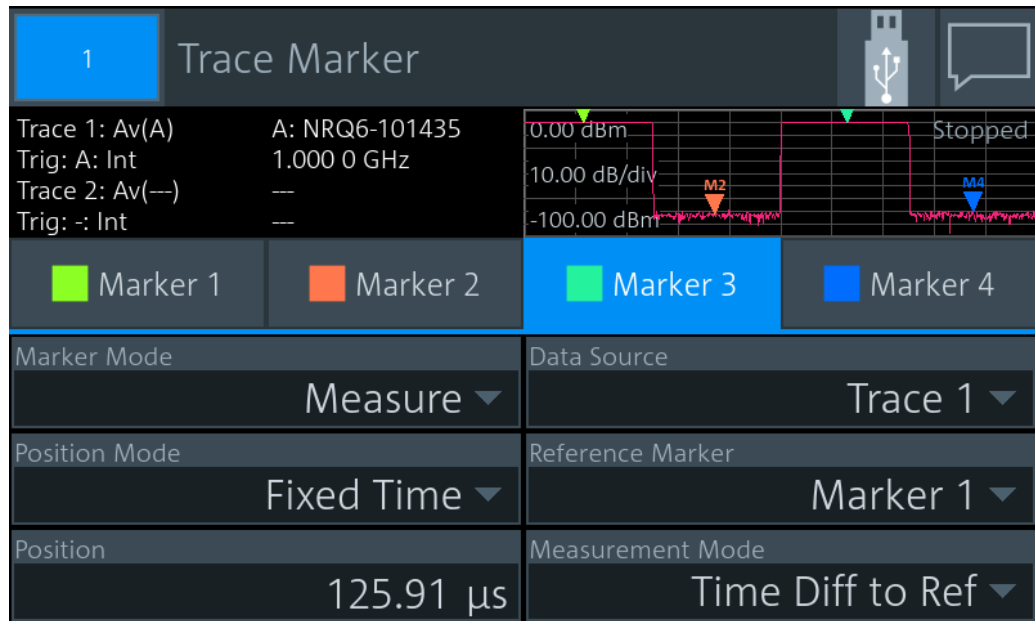 1 Trace Marker
Trace 1: Av(A) A: NRQ6-101435
Trig: A: Int 1.000 0 GHz
Trace 2: Av(---) ---
Trig: -: Int ---
0.00 dBm Stopped
10.00 dB/div
M2 M4
-100.00 dBm
Marker 1 Marker 2 Marker 3 Marker 4
Marker Mode Data Source
Measure Trace 1
Position Mode Reference Marker
Fixed Time Marker 1
Position Measurement Mode
125.91 µs Time Diff to Ref